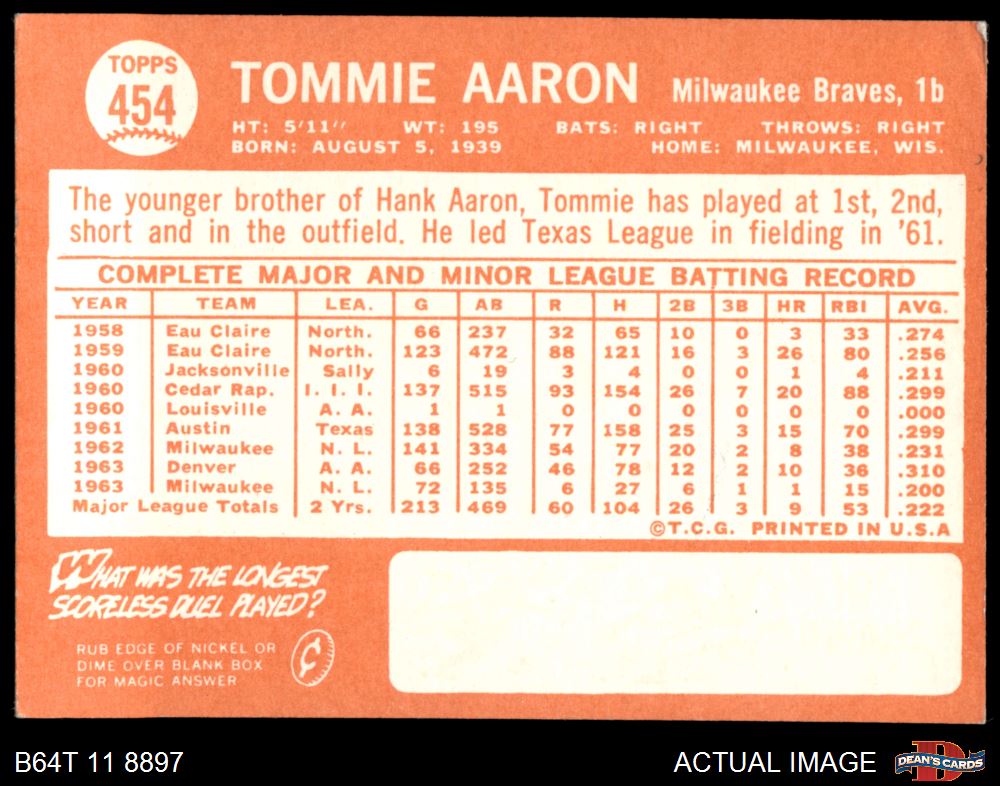 TOPPS
454
TOMMIE AARON Milwaukee Braves, 1b
HT: 5'11" WT: 195 BATS: RIGHT THROWS: RIGHT
BORN: AUGUST 5, 1939 HOME: MILWAUKEE, WIS.
The younger brother of Hank Aaron, Tommie has played at 1st, 2nd,
short and in the outfield. He led Texas League in fielding in '61.
COMPLETE MAJOR AND MINOR LEAGUE BATTING RECORD
YEAR TEAM LEA. G AB R H 2B 3B HR RBI AVG.
1958 Eau Claire North. 66 237 32 65 10 0 3 33 .274
1959 Eau Claire North. 123 472 88 121 16 3 26 80 .256
1960 Jacksonville Sally 6 19 3 4 0 0 1 4 .211
1960 Cedar Rap. I. I. I. 137 515 93 154 26 7 20 88 .299
1960 Louisville A. A. 1 1 0 0 0 0 0 0 .000
1961 Austin Texas 138 528 77 158 25 3 15 70 .299
1962 Milwaukee N. L. 141 334 54 77 20 2 8 38 .231
1963 Denver A. A. 66 252 46 78 12 2 10 36 .310
1963 Milwaukee N. L. 72 135 6 27 6 1 1 15 .200
Major League Totals 2 Yrs. 213 469 60 104 26 3 9 53 .222
©T.C.G. PRINTED IN U.S.A
WHAT WAS THE LONGEST
SCORELESS DUEL PLAYED?
RUB EDGE OF NICKEL OR
DIME OVER BLANK BOX
FOR MAGIC ANSWER
¢
B64T 11 8897 ACTUAL IMAGE
D
DEAN'S CARDS